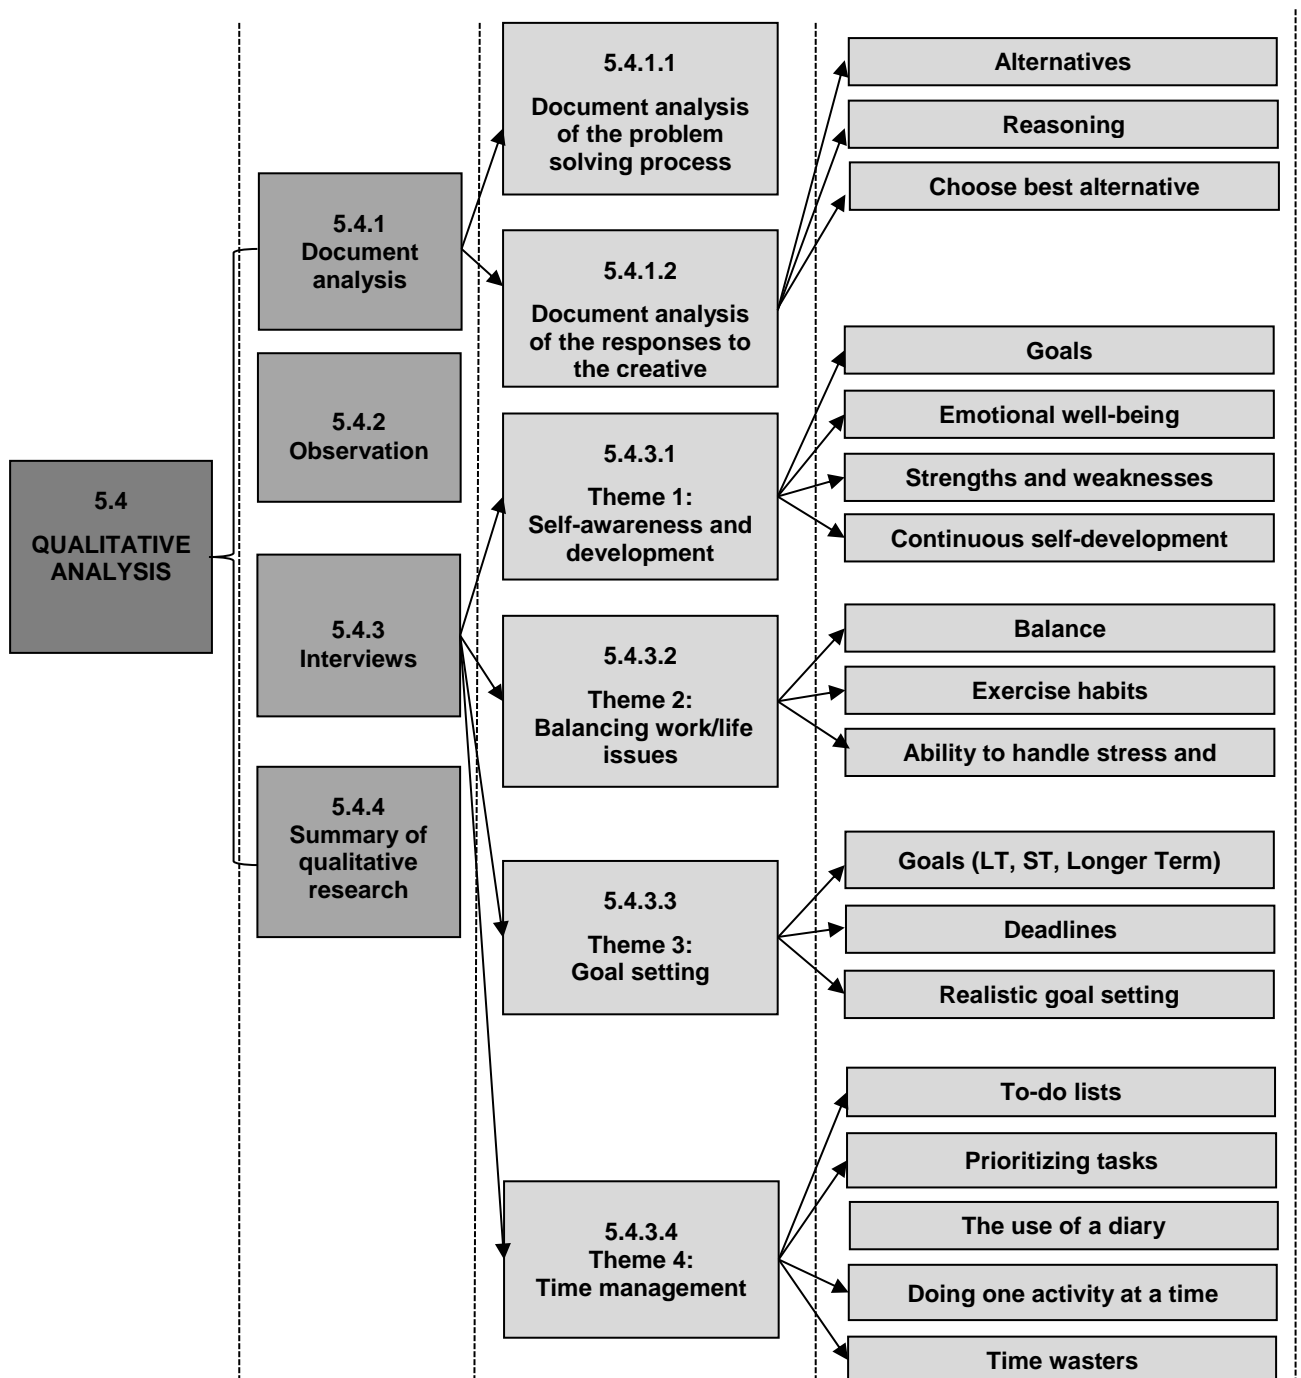 5.4
QUALITATIVE
ANALYSIS
5.4.1
Document
analysis
5.4.2
Observation
5.4.3
Interviews
5.4.4
Summary of
qualitative
research
5.4.1.1
Document analysis
of the problem
solving process
5.4.1.2
Document analysis
of the responses to
the creative
5.4.3.1
Theme 1:
Self-awareness and
development
5.4.3.2
Theme 2:
Balancing work/life
issues
5.4.3.3
Theme 3:
Goal setting
5.4.3.4
Theme 4:
Time management
Alternatives
Reasoning
Choose best alternative
Goals
Emotional well-being
Strengths and weaknesses
Continuous self-development
Balance
Exercise habits
Ability to handle stress and
Goals (LT, ST, Longer Term)
Deadlines
Realistic goal setting
To-do lists
Prioritizing tasks
The use of a diary
Doing one activity at a time
Time wasters